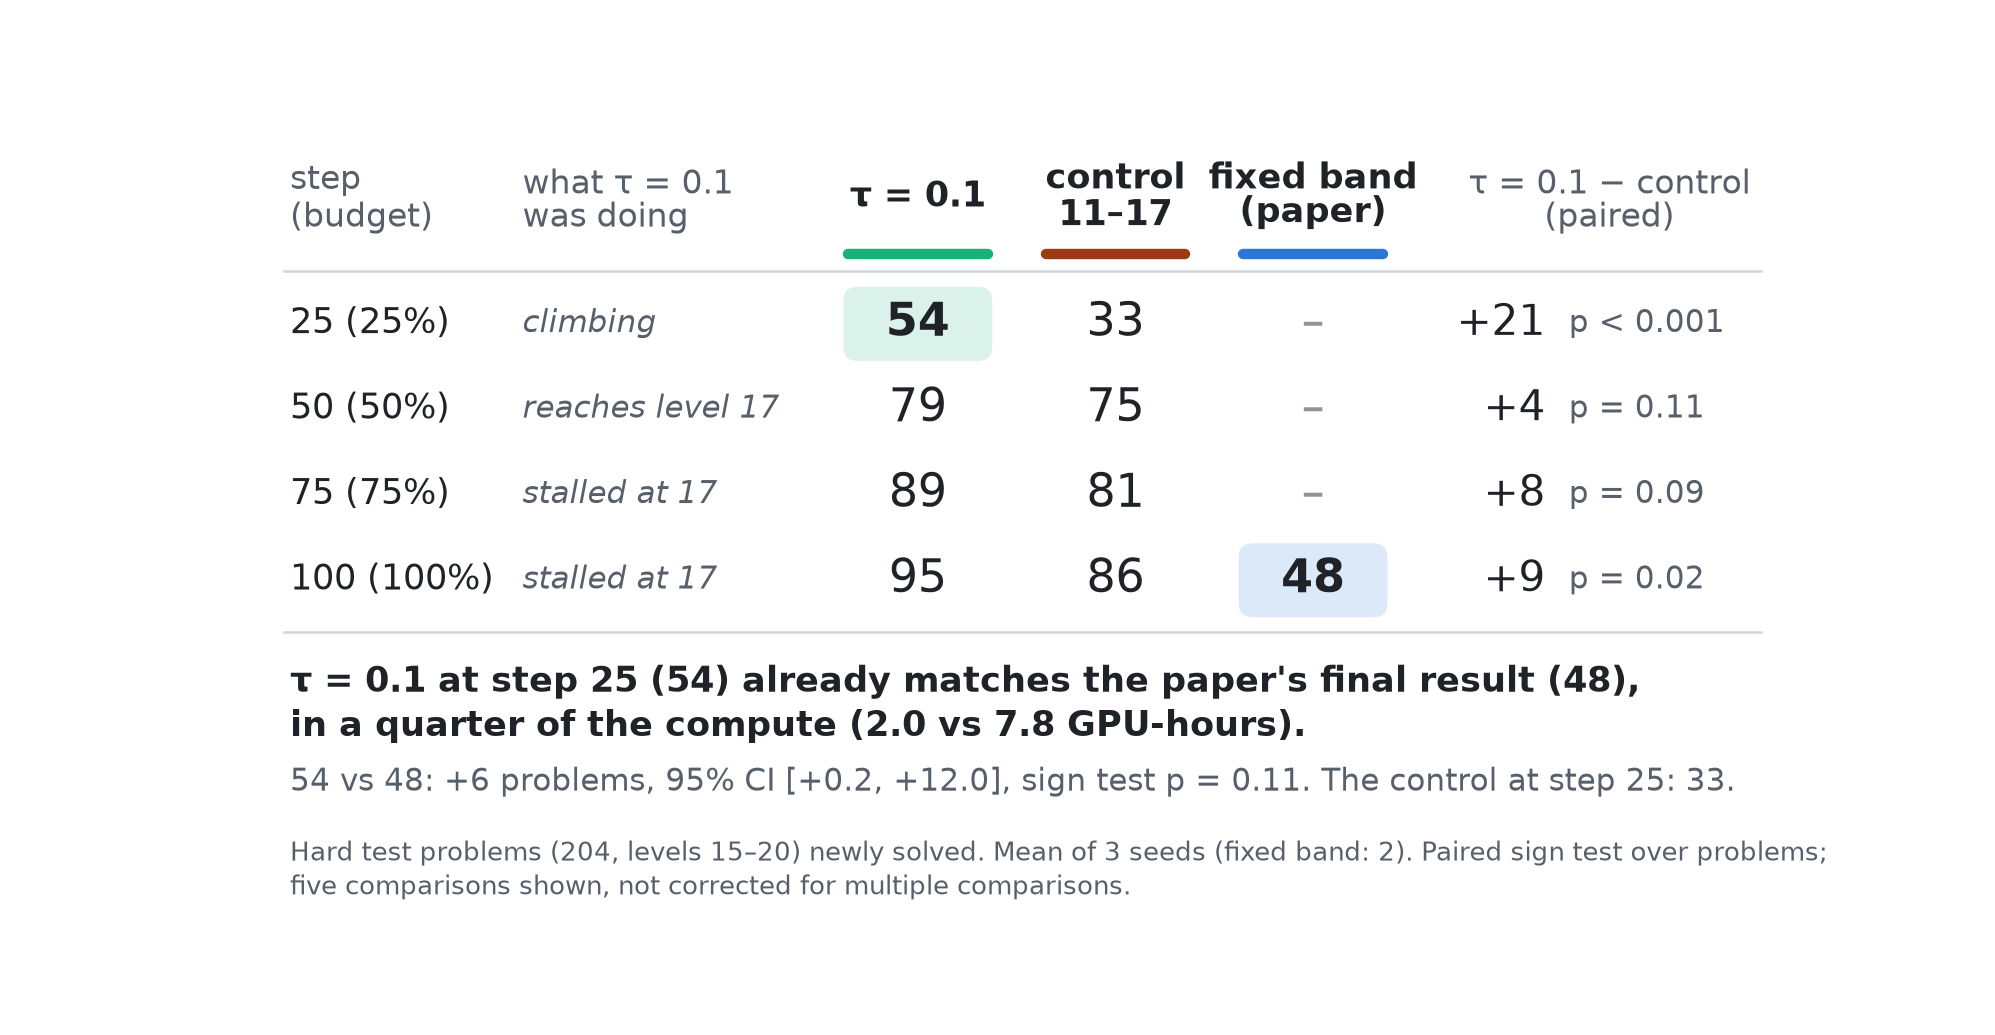 step
(budget)
what τ = 0.1
was doing
τ = 0.1
control
11–17
fixed band
(paper)
τ = 0.1 − control
(paired)
25 (25%) climbing 54 33 – +21 p < 0.001
50 (50%) reaches level 17 79 75 – +4 p = 0.11
75 (75%) stalled at 17 89 81 – +8 p = 0.09
100 (100%) stalled at 17 95 86 48 +9 p = 0.02
τ = 0.1 at step 25 (54) already matches the paper's final result (48),
in a quarter of the compute (2.0 vs 7.8 GPU-hours).
54 vs 48: +6 problems, 95% CI [+0.2, +12.0], sign test p = 0.11. The control at step 25: 33.
Hard test problems (204, levels 15–20) newly solved. Mean of 3 seeds (fixed band: 2). Paired sign test over problems;
five comparisons shown, not corrected for multiple comparisons.